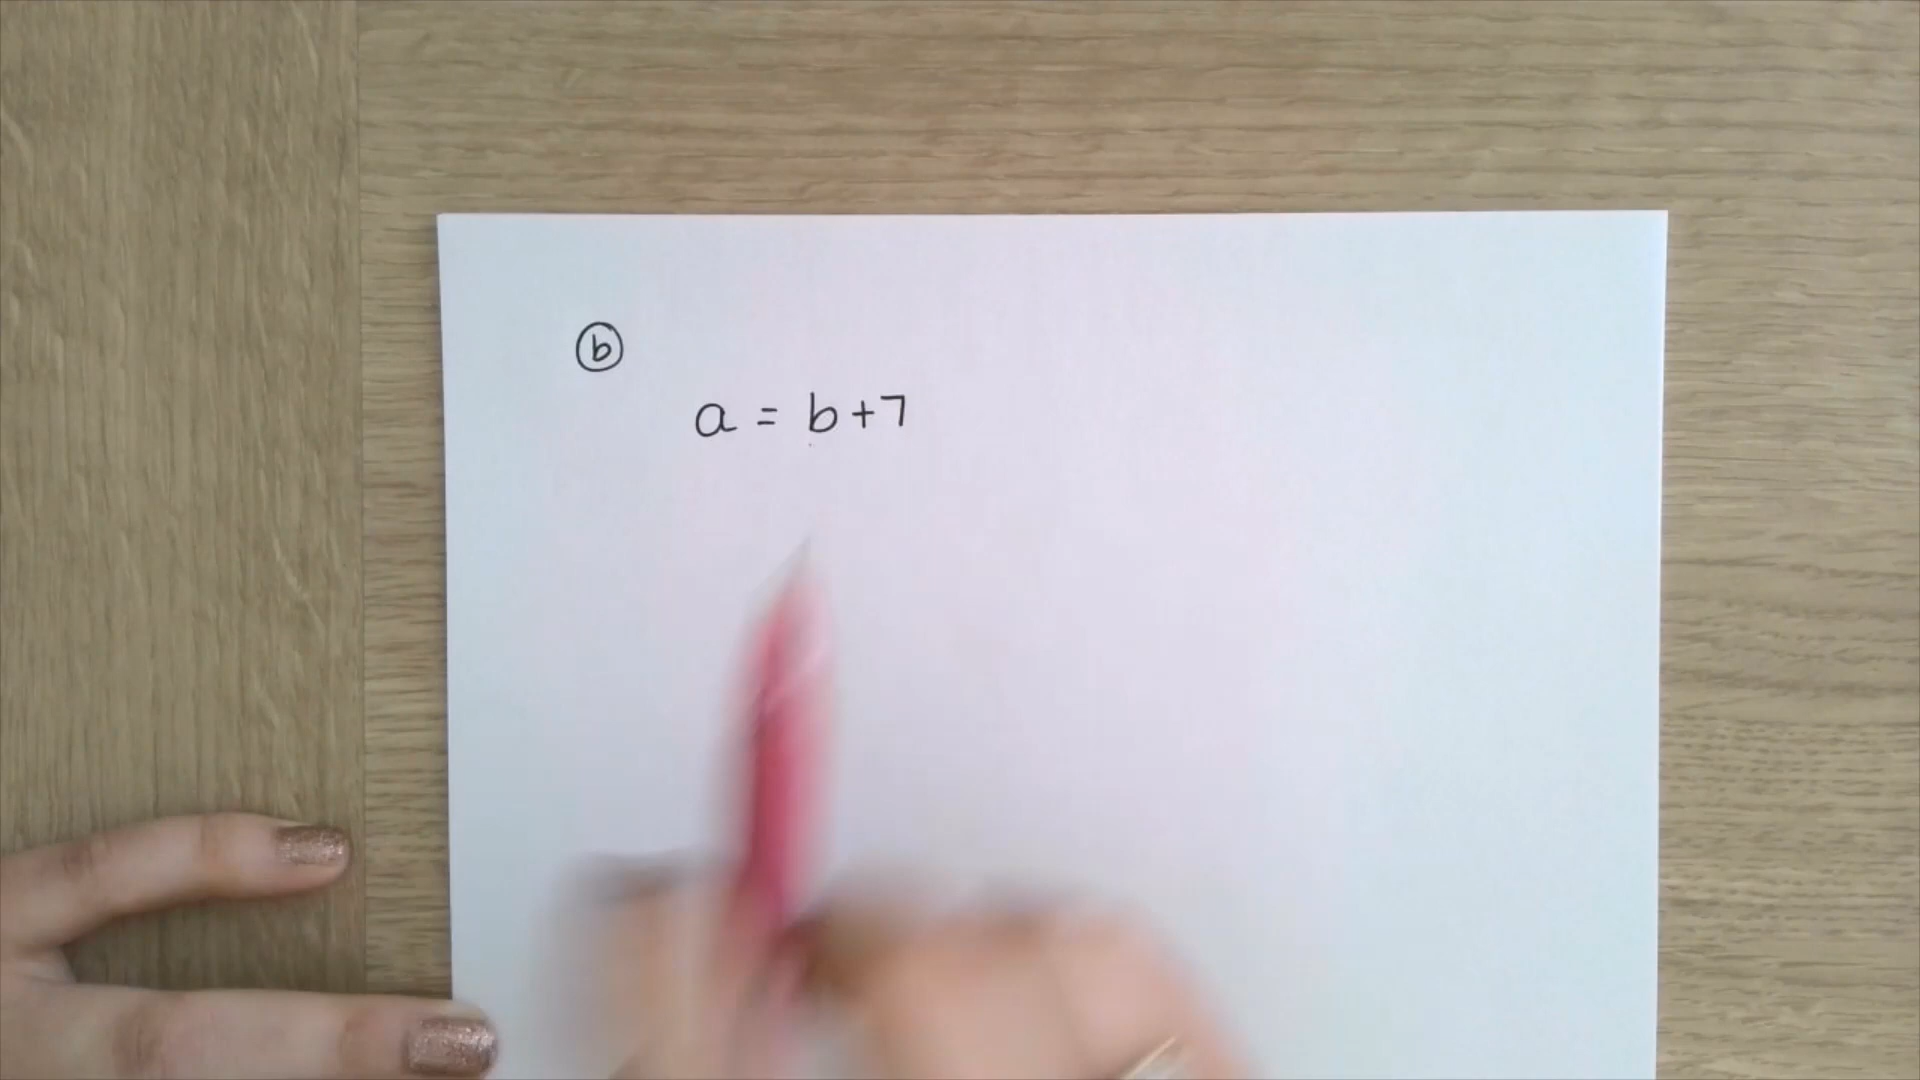 ⓑ
a = b + 7